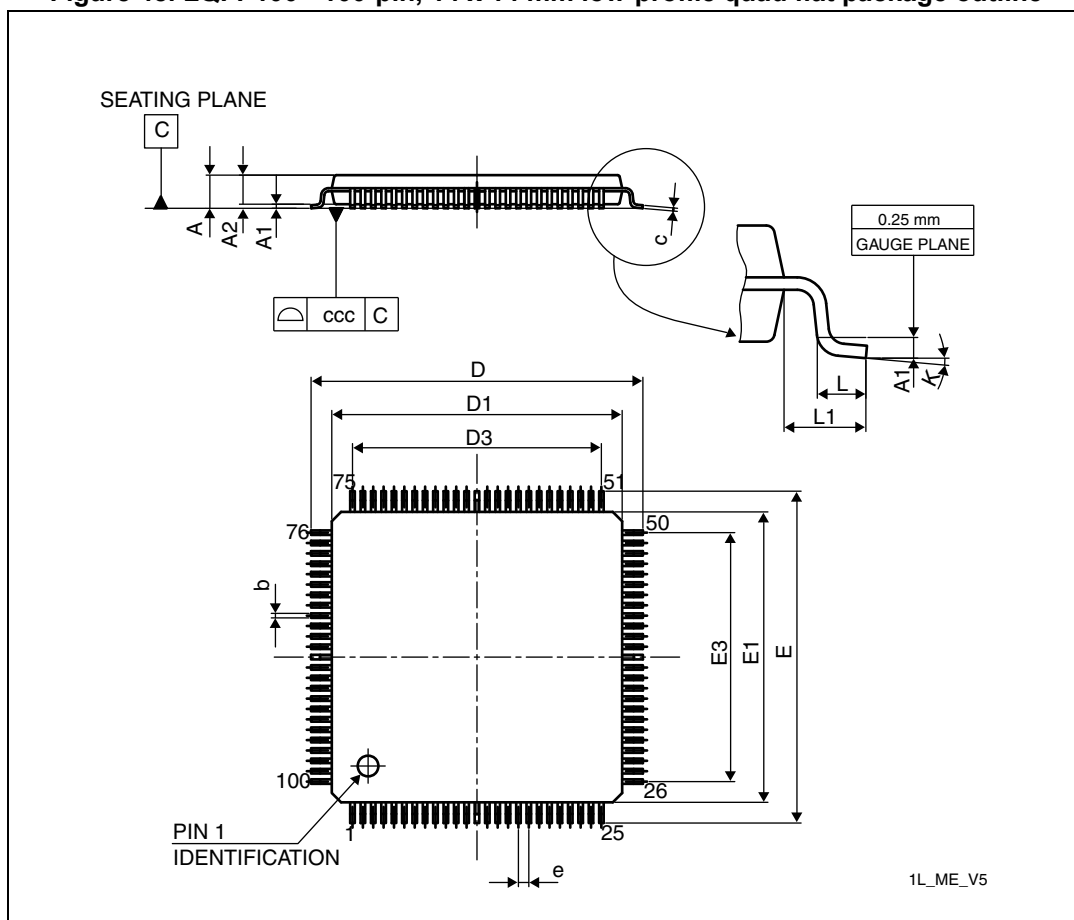 SEATING PLANE
C
A
A2
A1
c
ccc C
0.25 mm
GAUGE PLANE
A1
K
L
L1
D
D1
D3
75
51
76
50
b
E3
E1
E
100
26
PIN 1
IDENTIFICATION
1
25
e
1L_ME_V5